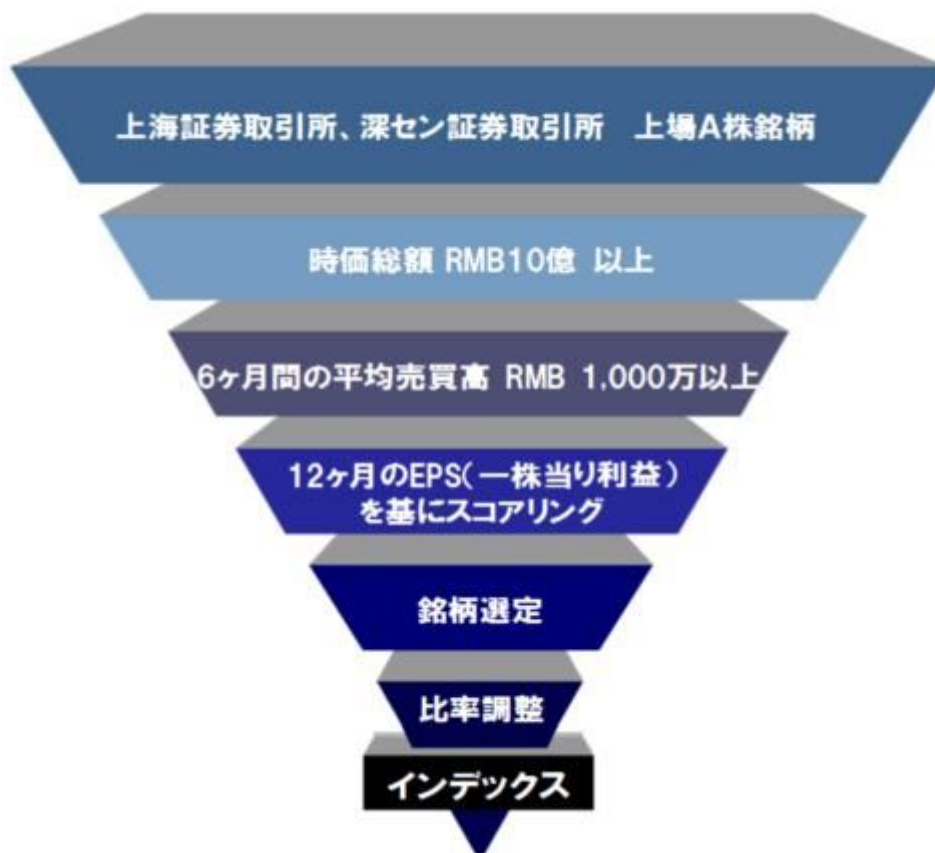 上海証券取引所、深セン証券取引所　上場A株銘柄
時価総額 RMB10億 以上
6ヶ月間の平均売買高 RMB 1,000万以上
12ヶ月のEPS(一株当り利益)
を基にスコアリング
銘柄選定
比率調整
インデックス